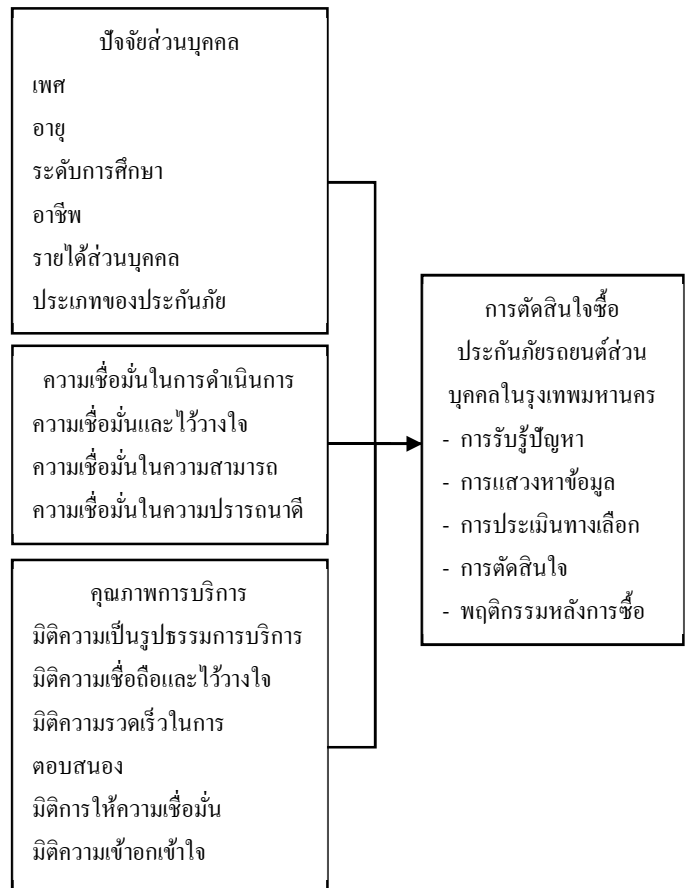 ปัจจัยส่วนบุคคล
เพศ
อายุ
ระดับการศึกษา
อาชีพ
รายได้ส่วนบุคคล
ประเภทของประกันภัย
ความเชื่อมั่นในการดำเนินการ
ความเชื่อมั่นและไว้วางใจ
ความเชื่อมั่นในความสามารถ
ความเชื่อมั่นในความปรารถนาดี
คุณภาพการบริการ
มิติความเป็นรูปธรรมการบริการ
มิติความเชื่อถือและไว้วางใจ
มิติความรวดเร็วในการ
ตอบสนอง
มิติการให้ความเชื่อมั่น
มิติความเข้าอกเข้าใจ
การตัดสินใจซื้อ
ประกันภัยรถยนต์ส่วน
บุคคลในรุงเทพมหานคร
- การรับรู้ปัญหา
- การแสวงหาข้อมูล
- การประเมินทางเลือก
- การตัดสินใจ
- พฤติกรรมหลังการซื้อ